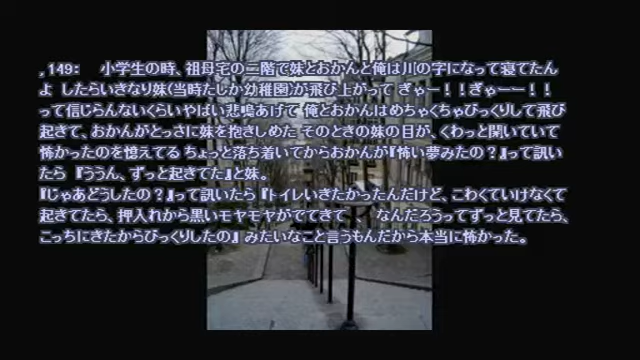 ，149：　小学生の時、祖母宅の二階で妹とおかんと俺は川の字になって寝てたん
よ　したらいきなり妹（当時たしか幼稚園）が飛び上がって ぎゃー！！ぎゃーー！！
って信じらんないくらいやばい悲鳴あげて 俺とおかんはめちゃくちゃびっくりして飛び
起きて、おかんがとっさに妹を抱きしめた そのときの妹の目が、くわっと開いていて
怖かったのを憶えてる ちょっと落ち着いてからおかんが『怖い夢みたの？』って訊い
たら 『ううん、ずっと起きてた』と妹。
『じゃあどうしたの？』って訊いたら 『トイレいきたかったんだけど、こわくていけなくて
起きてたら、押入れから黒いモヤモヤがでてきて　　なんだろうってずっと見てたら、
こっちにきたからびっくりしたの』 みたいなこと言うもんだから本当に怖かった。